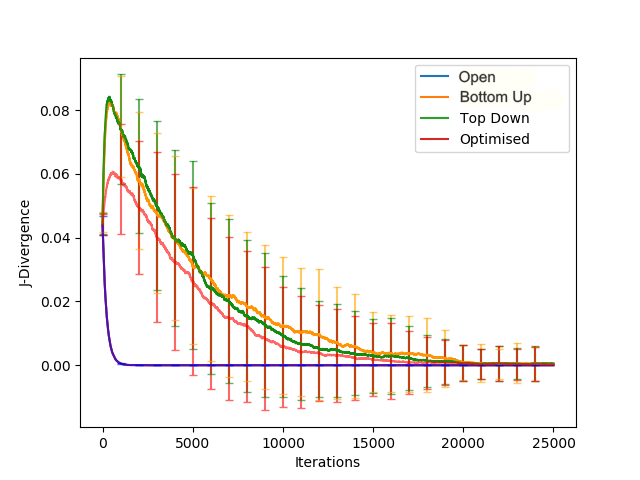 Open
Bottom Up
Top Down
Optimised
0.08
0.06
0.04
0.02
0.00
J-Divergence
0 5000 10000 15000 20000 25000
Iterations